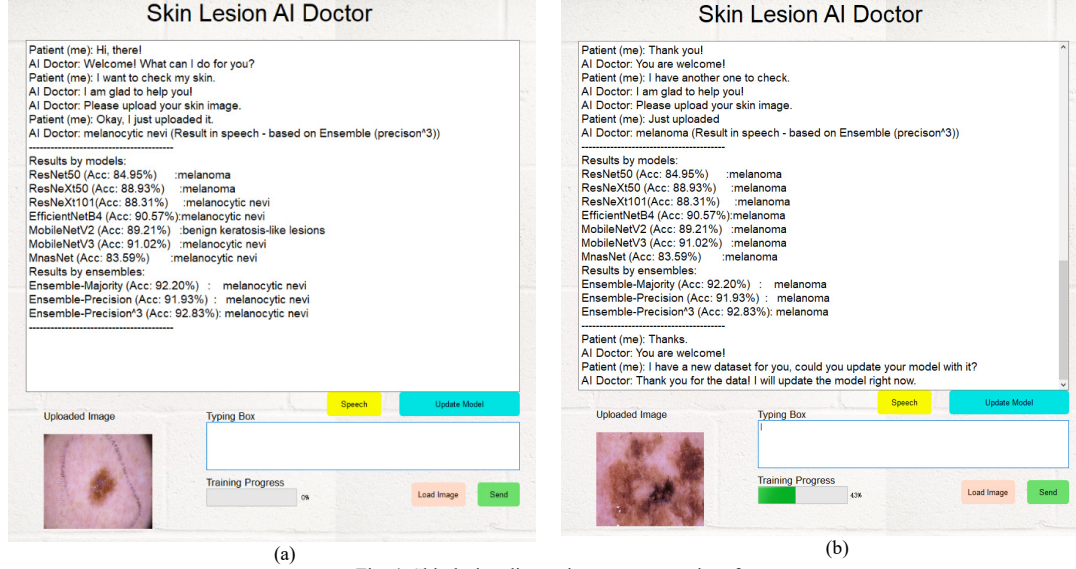 Skin Lesion AI Doctor
Patient (me): Hi, there!
AI Doctor: Welcome! What can I do for you?
Patient (me): I want to check my skin.
AI Doctor: I am glad to help you!
AI Doctor: Please upload your skin image.
Patient (me): Okay, I just uploaded it.
AI Doctor: melanocytic nevi (Result in speech - based on Ensemble (precison^3))
----------------------------------------
Results by models:
ResNet50 (Acc: 84.95%) :melanoma
ResNeXt50 (Acc: 88.93%) :melanoma
ResNeXt101(Acc: 88.31%) :melanocytic nevi
EfficientNetB4 (Acc: 90.57%):melanocytic nevi
MobileNetV2 (Acc: 89.21%) :benign keratosis-like lesions
MobileNetV3 (Acc: 91.02%) :melanocytic nevi
MnasNet (Acc: 83.59%) :melanocytic nevi
Results by ensembles:
Ensemble-Majority (Acc: 92.20%) : melanocytic nevi
Ensemble-Precision (Acc: 91.93%) : melanocytic nevi
Ensemble-Precision^3 (Acc: 92.83%): melanocytic nevi
----------------------------------------
Speech
Update Model
Uploaded Image
Typing Box
Training Progress
0%
Load Image
Send
(a)
Skin Lesion AI Doctor
Patient (me): Thank you!
AI Doctor: You are welcome!
Patient (me): I have another one to check.
AI Doctor: I am glad to help you!
AI Doctor: Please upload your skin image.
Patient (me): Just uploaded
AI Doctor: melanoma (Result in speech - based on Ensemble (precison^3))
----------------------------------------
Results by models:
ResNet50 (Acc: 84.95%) :melanoma
ResNeXt50 (Acc: 88.93%) :melanoma
ResNeXt101(Acc: 88.31%) :melanoma
EfficientNetB4 (Acc: 90.57%):melanoma
MobileNetV2 (Acc: 89.21%) :melanoma
MobileNetV3 (Acc: 91.02%) :melanoma
MnasNet (Acc: 83.59%) :melanoma
Results by ensembles:
Ensemble-Majority (Acc: 92.20%) : melanoma
Ensemble-Precision (Acc: 91.93%) : melanoma
Ensemble-Precision^3 (Acc: 92.83%): melanoma
----------------------------------------
Patient (me): Thanks.
AI Doctor: You are welcome!
Patient (me): I have a new dataset for you, could you update your model with it?
AI Doctor: Thank you for the data! I will update the model right now.
Speech
Update Model
Uploaded Image
Typing Box
Training Progress
43%
Load Image
Send
(b)